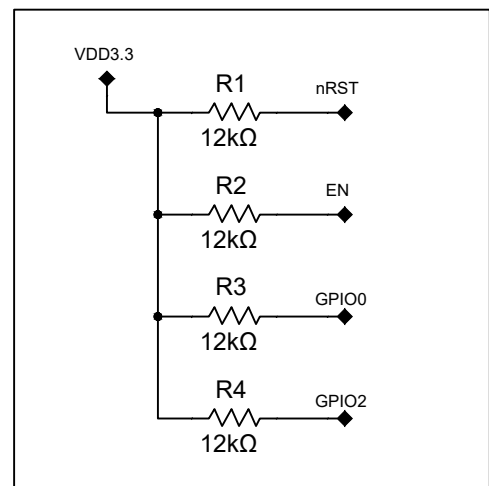 VDD3.3
R1
nRST
12kΩ
R2
EN
12kΩ
R3
GPIO0
12kΩ
R4
GPIO2
12kΩ